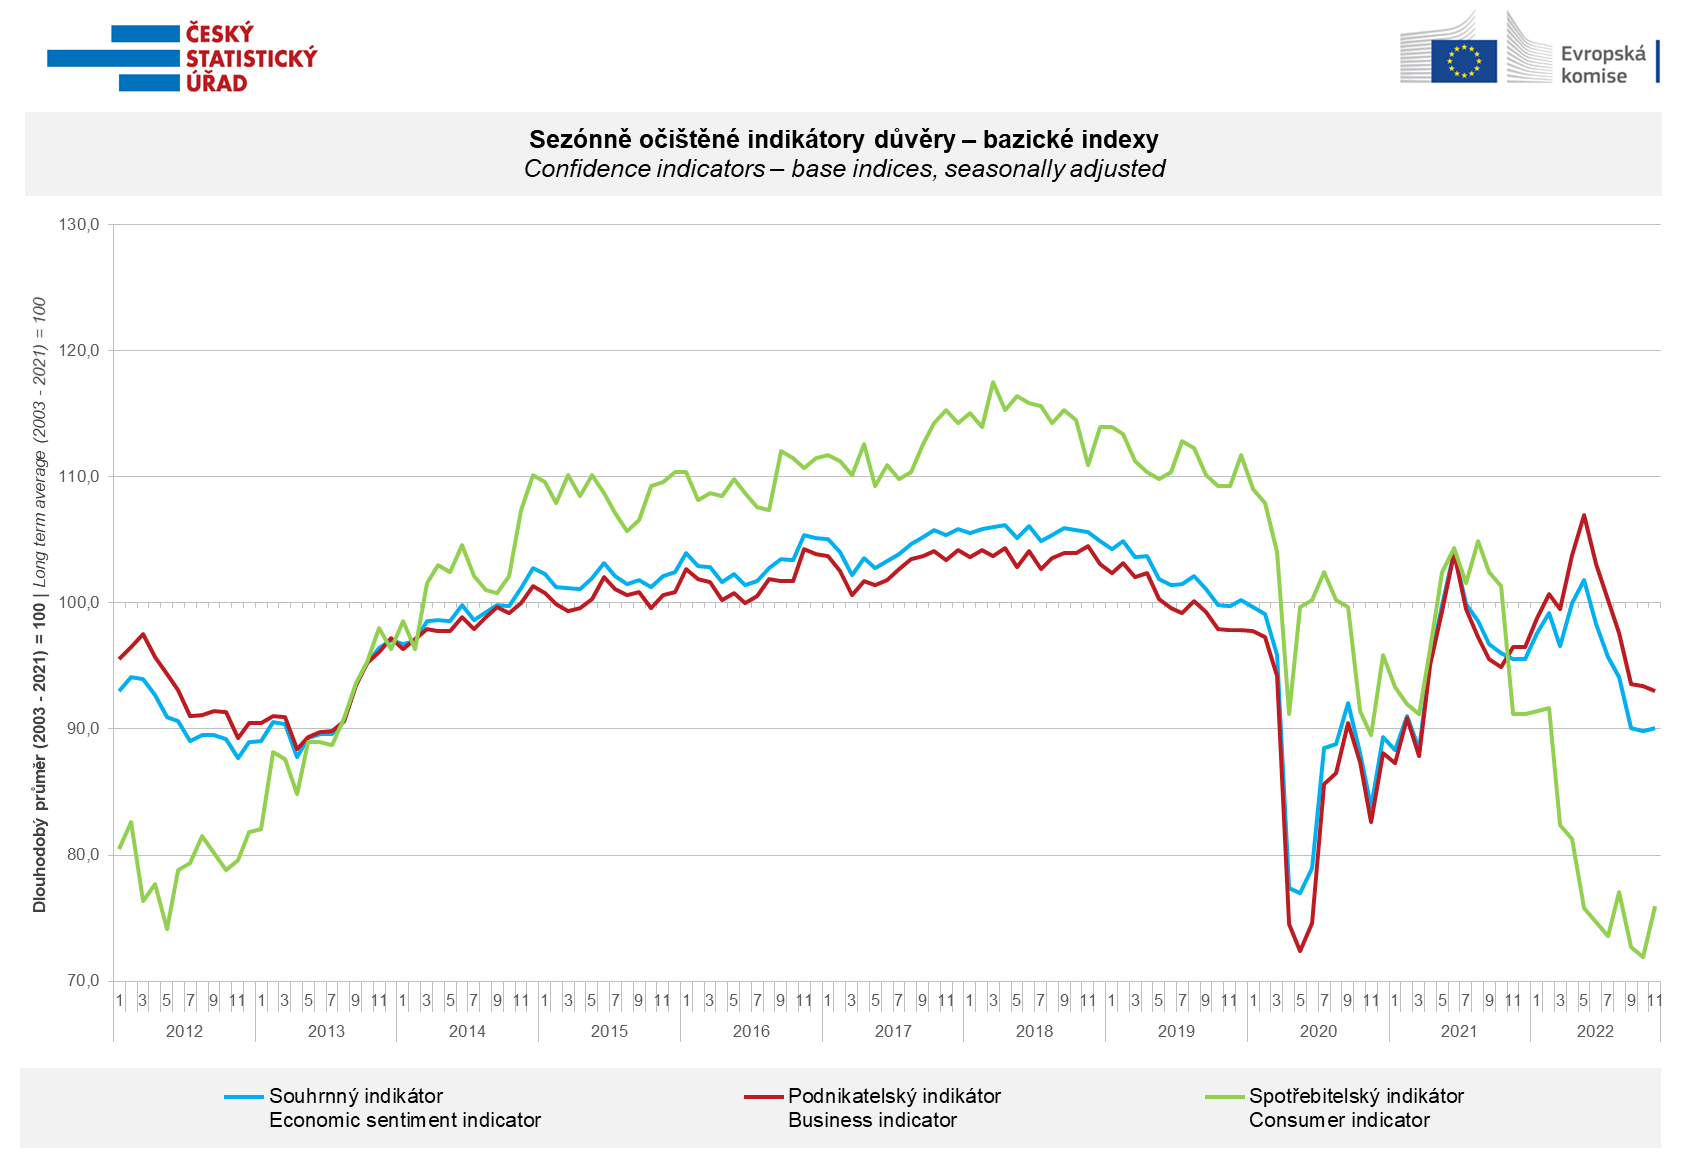 ČESKÝ
STATISTICKÝ
ÚŘAD
Evropská
komise
Sezónně očištěné indikátory důvěry – bazické indexy
Confidence indicators – base indices, seasonally adjusted
Dlouhodobý průměr (2003 - 2021) = 100 | Long term average (2003 - 2021) = 100
130,0
120,0
110,0
100,0
90,0
80,0
70,0
1 3 5 7 9 11 1 3 5 7 9 11 1 3 5 7 9 11 1 3 5 7 9 11 1 3 5 7 9 11 1 3 5 7 9 11 1 3 5 7 9 11 1 3 5 7 9 11 1 3 5 7 9 11 1 3 5 7 9 11 1 3 5 7 9 11
2012 2013 2014 2015 2016 2017 2018 2019 2020 2021 2022
Souhrnný indikátor
Economic sentiment indicator
Podnikatelský indikátor
Business indicator
Spotřebitelský indikátor
Consumer indicator